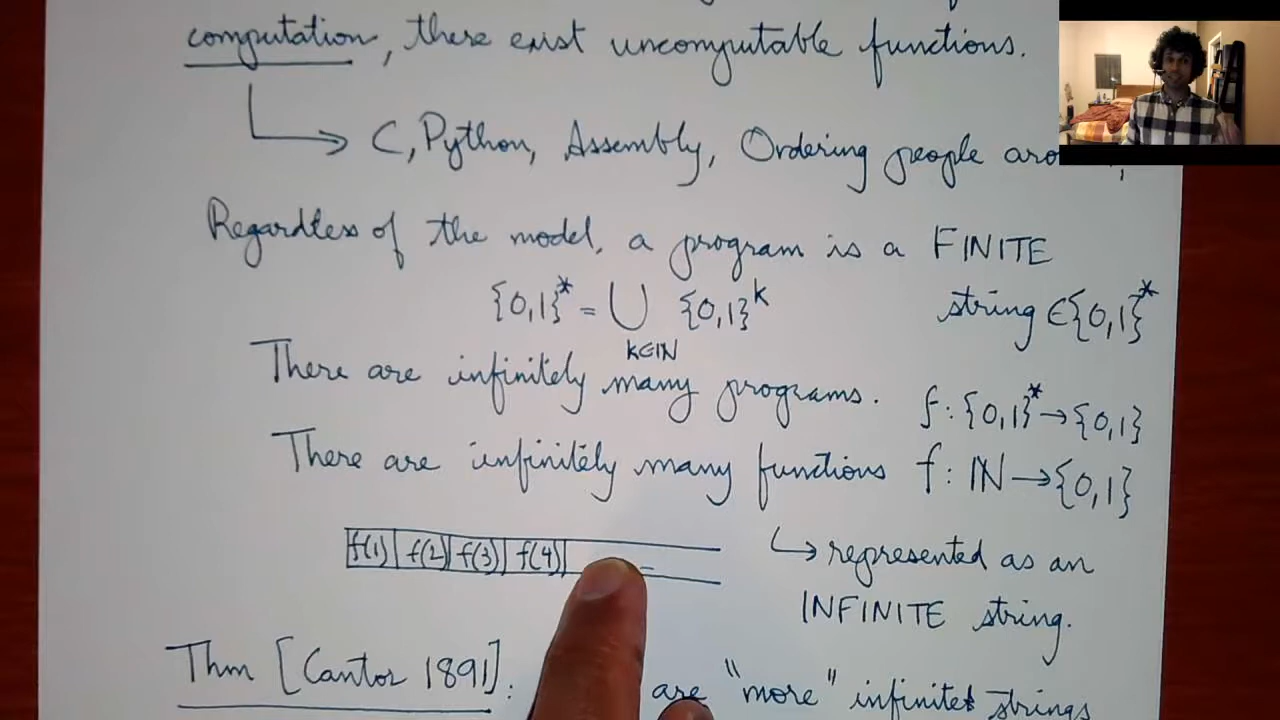 computation, there exist uncomputable functions.
C, Python, Assembly, Ordering people
Regardless of the model, a program is a FINITE
{0,1}* = ∪ {0,1}^k string ∈ {0,1}*
k∈ℕ
There are infinitely many programs. f : {0,1}* → {0,1}
There are infinitely many functions f : ℕ → {0,1}
f(1) f(2) f(3) f(4)
↳ represented as an
INFINITE string.
Thm [Cantor 1891] : are "more" infinite strings